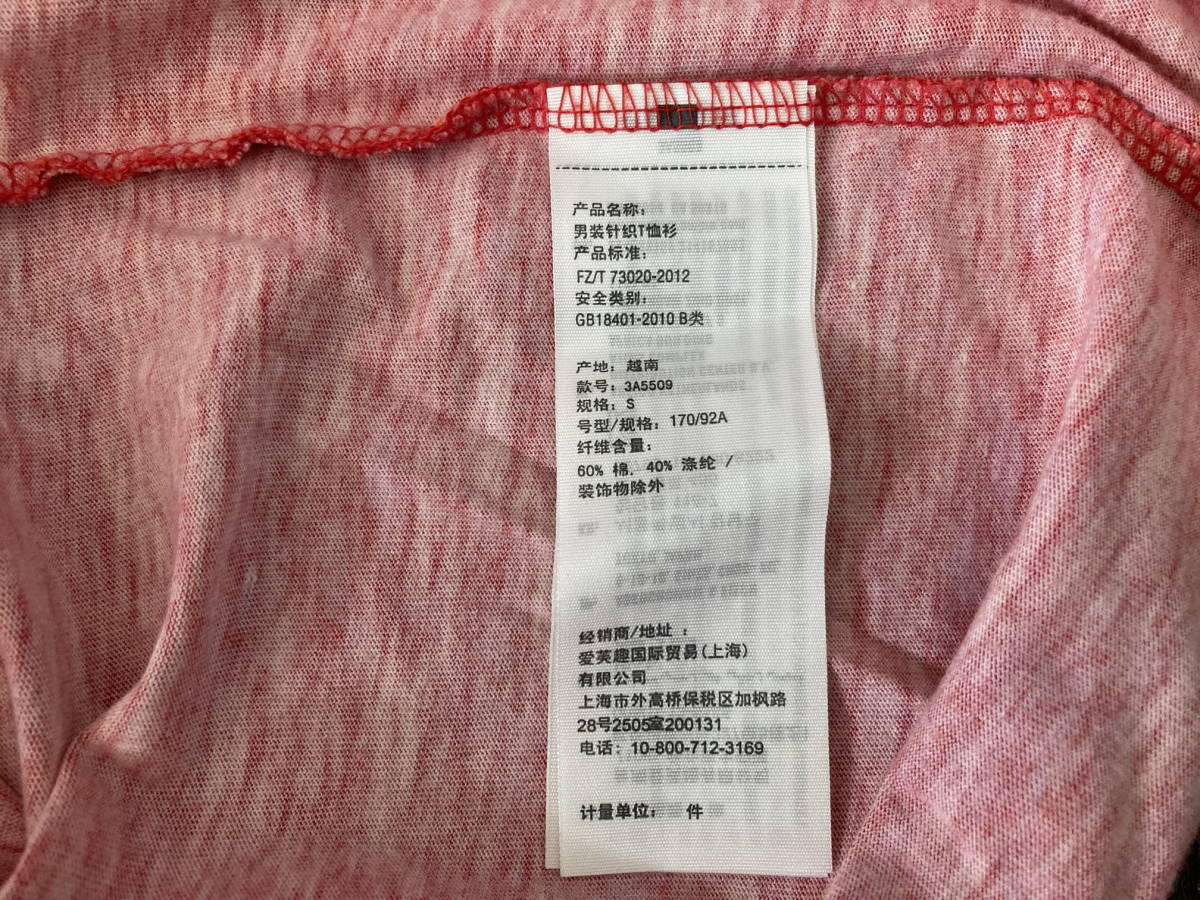 产品名称：
男装针织T恤衫
产品标准：
FZ/T 73020-2012
安全类别：
GB18401-2010 B类
产地：越南
款号：3A5509
规格：S
号型/规格：170/92A
纤维含量：
60% 棉, 40% 涤纶 /
装饰物除外
经销商/地址 ：
爱芙趣国际贸易(上海)
有限公司
上海市外高桥保税区加枫路
28号2505室200131
电话：10-800-712-3169
计量单位： 件